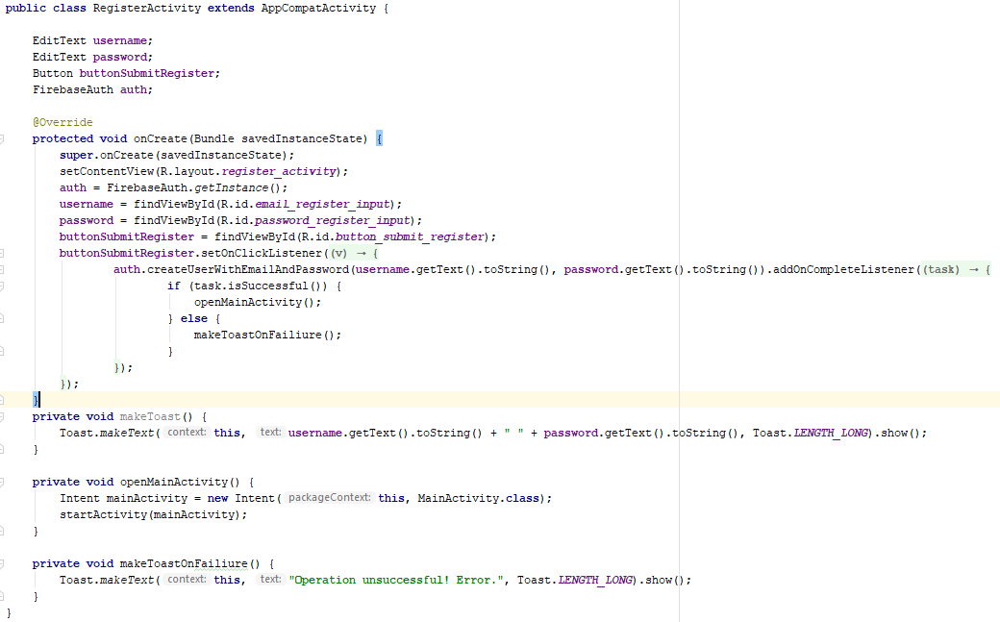 public class RegisterActivity extends AppCompatActivity {
EditText username;
EditText password;
Button buttonSubmitRegister;
FirebaseAuth auth;
@Override
protected void onCreate(Bundle savedInstanceState) {
super.onCreate(savedInstanceState);
setContentView(R.layout.register_activity);
auth = FirebaseAuth.getInstance();
username = findViewById(R.id.email_register_input);
password = findViewById(R.id.password_register_input);
buttonSubmitRegister = findViewById(R.id.button_submit_register);
buttonSubmitRegister.setOnClickListener((v) → {
auth.createUserWithEmailAndPassword(username.getText().toString(), password.getText().toString()).addOnCompleteListener((task) → {
if (task.isSuccessful()) {
openMainActivity();
} else {
makeToastOnFailiure();
}
});
});
}
private void makeToast() {
Toast.makeText( context: this, text: username.getText().toString() + " " + password.getText().toString(), Toast.LENGTH_LONG).show();
}
private void openMainActivity() {
Intent mainActivity = new Intent( packageContext: this, MainActivity.class);
startActivity(mainActivity);
}
private void makeToastOnFailiure() {
Toast.makeText( context: this, text: "Operation unsuccessful! Error.", Toast.LENGTH_LONG).show();
}
}